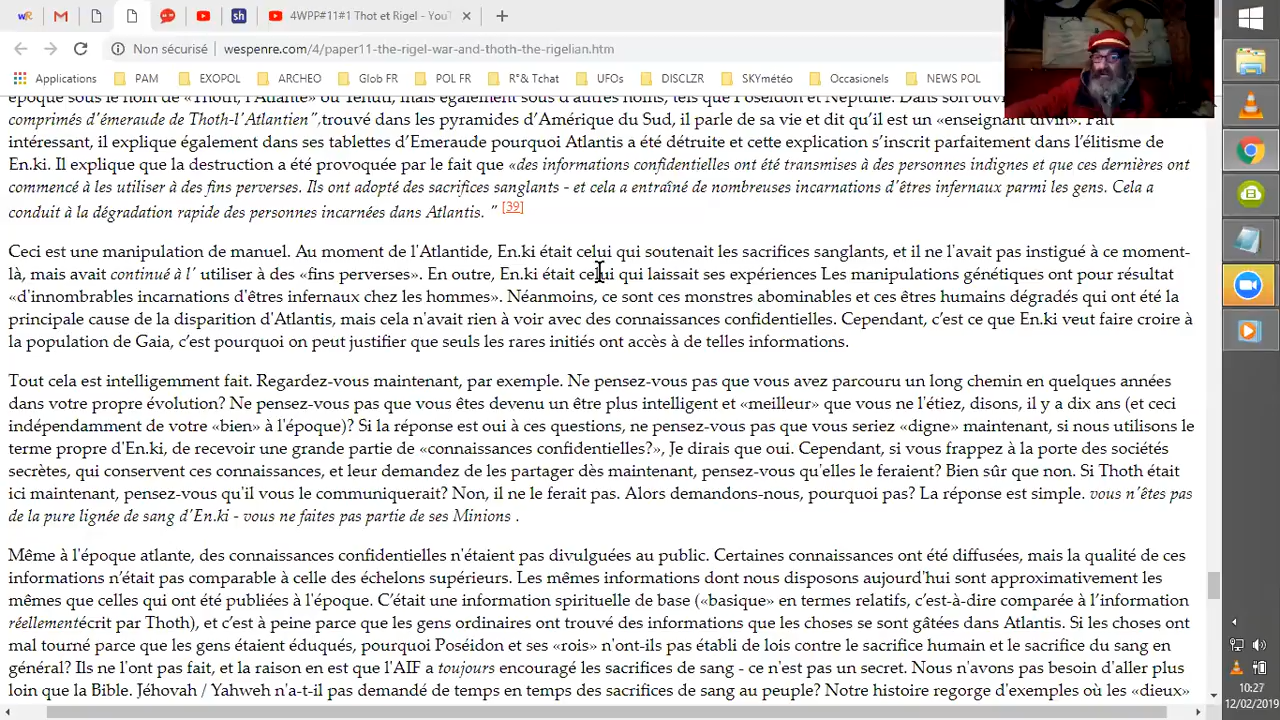 4WPP#11#1 Thot et Rigel - YouT
Non sécurisé
wespenre.com/4/paper11-the-rigel-war-and-thoth-the-rigelian.htm
Applications
PAM
EXOPOL
ARCHEO
Glob FR
POL FR
R°& Tchat
UFOs
DISCLZR
SKYmétéo
Occasionels
NEWS POL
époque sous le nom de «Thoth, l'Atlante» ou Tehuti, mais également sous d'autres noms, tels que Poséidon et Neptune. Dans son
comprimés d'émeraude de Thoth-l'Atlantien",trouvé dans les pyramides d'Amérique du Sud, il parle de sa vie et dit qu'il est un «enseignant divin». Fait
intéressant, il explique également dans ses tablettes d'Emeraude pourquoi Atlantis a été détruite et cette explication s'inscrit parfaitement dans l'élitisme de
En.ki. Il explique que la destruction a été provoquée par le fait que «des informations confidentielles ont été transmises à des personnes indignes et que ces dernières ont
commencé à les utiliser à des fins perverses. Ils ont adopté des sacrifices sanglants - et cela a entraîné de nombreuses incarnations d'êtres infernaux parmi les gens. Cela a
conduit à la dégradation rapide des personnes incarnées dans Atlantis. " [39]
Ceci est une manipulation de manuel. Au moment de l'Atlantide, En.ki était celui qui soutenait les sacrifices sanglants, et il ne l'avait pas instigué à ce moment-
là, mais avait continué à l' utiliser à des «fins perverses». En outre, En.ki était celui qui laissait ses expériences Les manipulations génétiques ont pour résultat
«d'innombrables incarnations d'êtres infernaux chez les hommes». Néanmoins, ce sont ces monstres abominables et ces êtres humains dégradés qui ont été la
principale cause de la disparition d'Atlantis, mais cela n'avait rien à voir avec des connaissances confidentielles. Cependant, c'est ce que En.ki veut faire croire à
la population de Gaia, c'est pourquoi on peut justifier que seuls les rares initiés ont accès à de telles informations.
Tout cela est intelligemment fait. Regardez-vous maintenant, par exemple. Ne pensez-vous pas que vous avez parcouru un long chemin en quelques années
dans votre propre évolution? Ne pensez-vous pas que vous êtes devenu un être plus intelligent et «meilleur» que vous ne l'étiez, disons, il y a dix ans (et ceci
indépendamment de votre «bien» à l'époque)? Si la réponse est oui à ces questions, ne pensez-vous pas que vous seriez «digne» maintenant, si nous utilisons le
terme propre d'En.ki, de recevoir une grande partie de «connaissances confidentielles?», Je dirais que oui. Cependant, si vous frappez à la porte des sociétés
secrètes, qui conservent ces connaissances, et leur demandez de les partager dès maintenant, pensez-vous qu'elles le feraient? Bien sûr que non. Si Thoth était
ici maintenant, pensez-vous qu'il vous le communiquerait? Non, il ne le ferait pas. Alors demandons-nous, pourquoi pas? La réponse est simple. vous n'êtes pas
de la pure lignée de sang d'En.ki - vous ne faites pas partie de ses Minions .
Même à l'époque atlante, des connaissances confidentielles n'étaient pas divulguées au public. Certaines connaissances ont été diffusées, mais la qualité de ces
informations n'était pas comparable à celle des échelons supérieurs. Les mêmes informations dont nous disposons aujourd'hui sont approximativement les
mêmes que celles qui ont été publiées à l'époque. C'était une information spirituelle de base («basique» en termes relatifs, c'est-à-dire comparée à l'information
réellementécrit par Thoth), et c'est à peine parce que les gens ordinaires ont trouvé des informations que les choses se sont gâtées dans Atlantis. Si les choses ont
mal tourné parce que les gens étaient éduqués, pourquoi Poséidon et ses «rois» n'ont-ils pas établi de lois contre le sacrifice humain et le sacrifice du sang en
général? Ils ne l'ont pas fait, et la raison en est que l'AIF a toujours encouragé les sacrifices de sang - ce n'est pas un secret. Nous n'avons pas besoin d'aller plus
loin que la Bible. Jéhovah / Yahweh n'a-t-il pas demandé de temps en temps des sacrifices de sang au peuple? Notre histoire regorge d'exemples où les «dieux»
10:27
12/02/2019